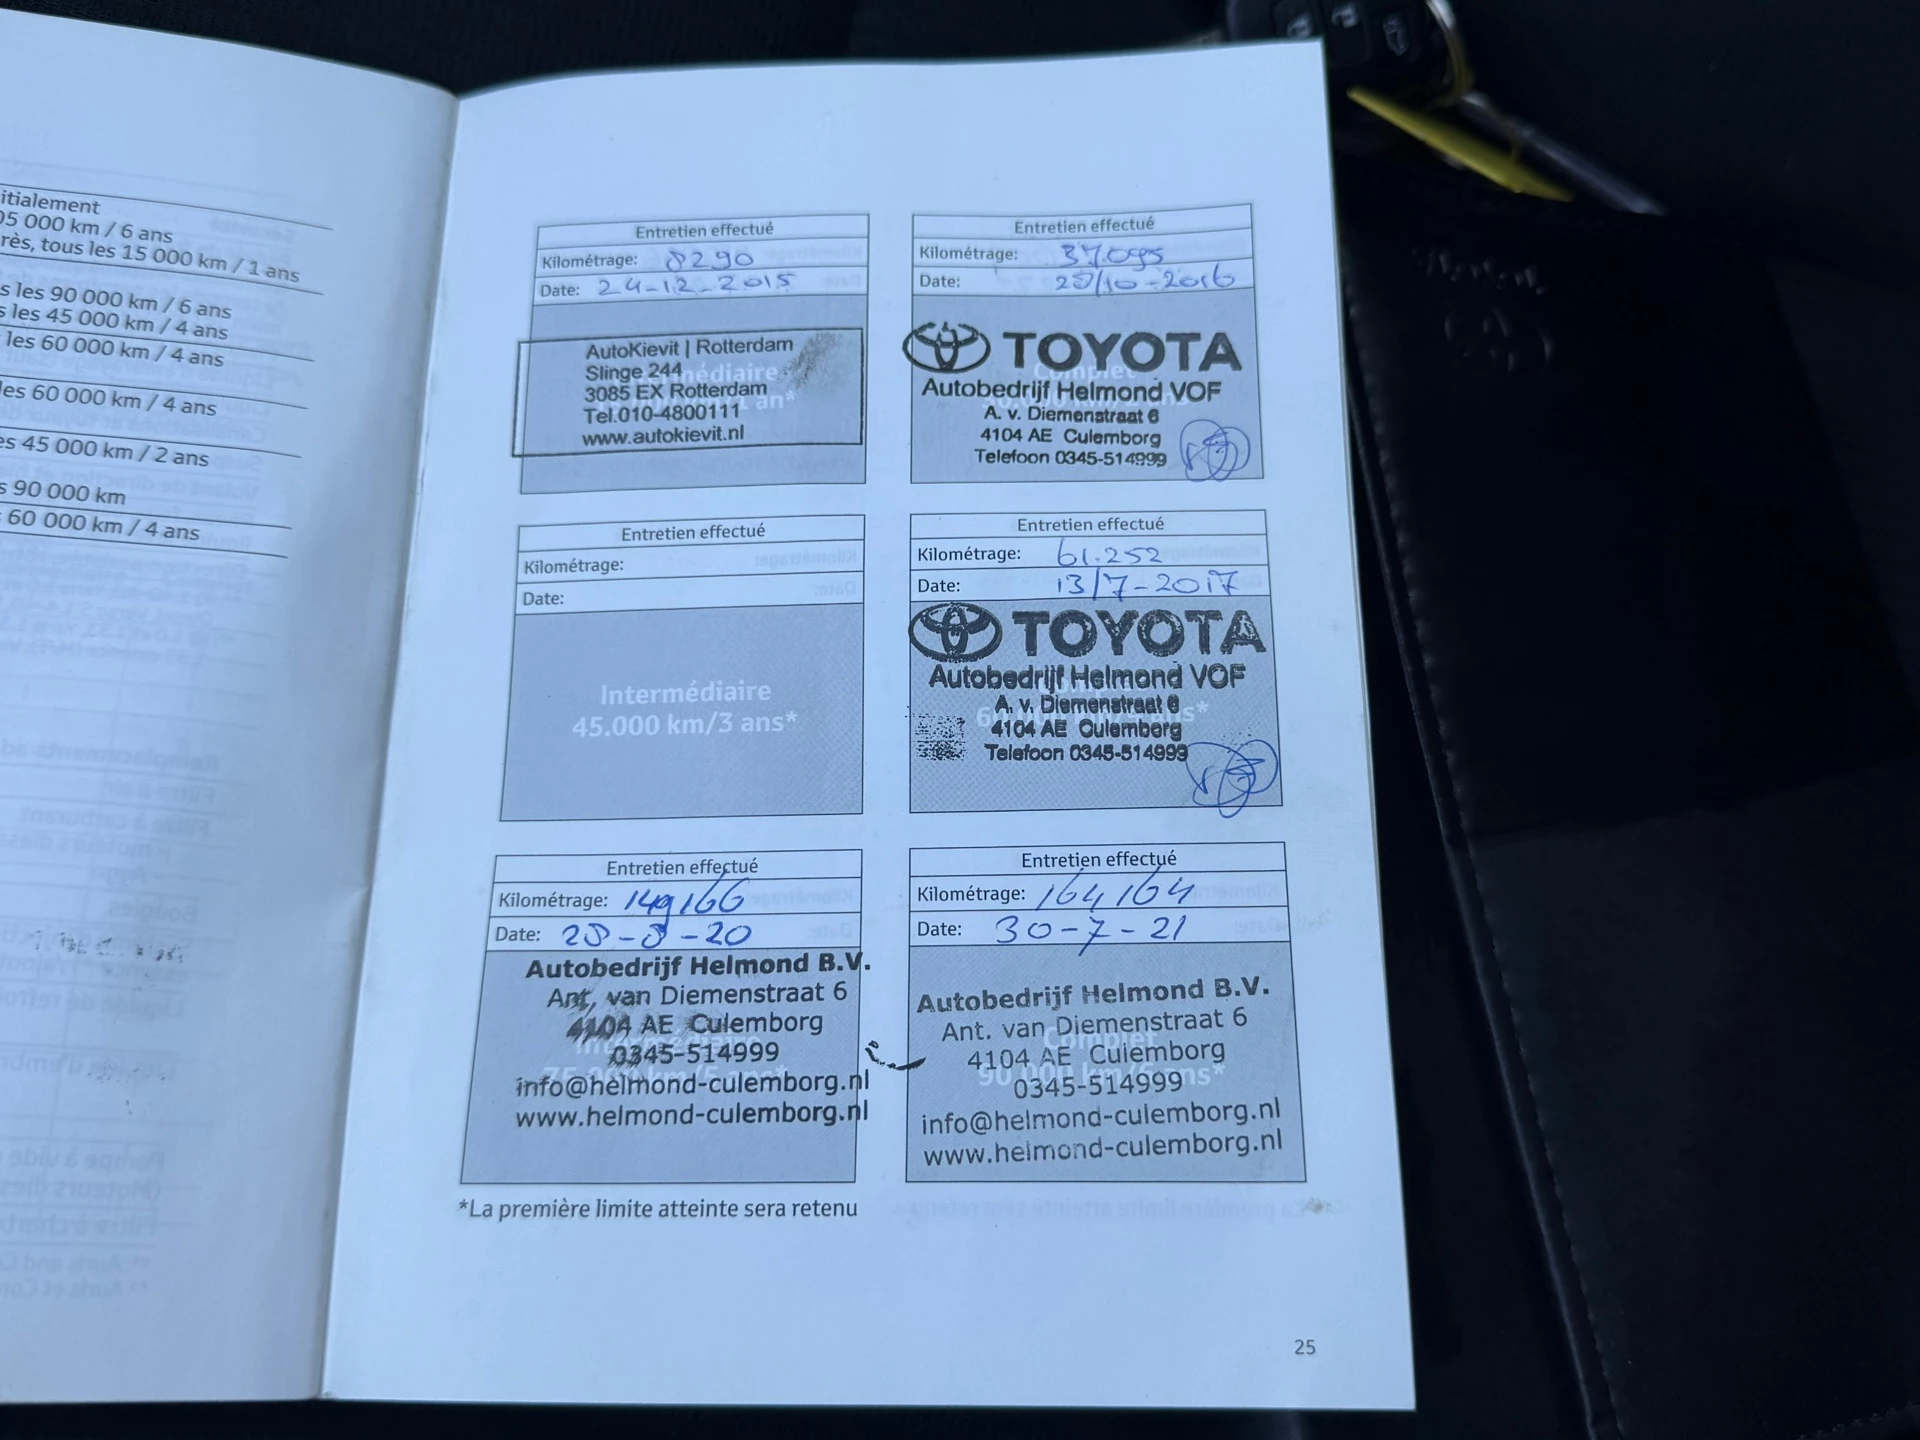 itialement
05 000 km / 6 ans
rès, tous les 15 000 km / 1 ans
s les 90 000 km / 6 ans
s les 45 000 km / 4 ans
les 60 000 km / 4 ans
les 60 000 km / 4 ans
es 45 000 km / 2 ans
s 90 000 km
60 000 km / 4 ans
Entretien effectué
Kilométrage: 8290
Date: 24-12-2015
AutoKievit | Rotterdam
Slinge 244
3085 EX Rotterdam
Tel.010-4800111
www.autokievit.nl
Entretien effectué
Kilométrage: 37.095
Date: 28/10-2016
TOYOTA
Autobedrijf Helmond VOF
A. v. Diemenstraat 6
4104 AE Culemborg
Telefoon 0345-514999
Entretien effectué
Kilométrage:
Date:
Intermédiaire
45.000 km/3 ans*
Entretien effectué
Kilométrage: 61.252
Date: 13/7-2017
TOYOTA
Autobedrijf Helmond VOF
A. v. Diemenstraat 6
4104 AE Culemborg
Telefoon 0345-514999
Entretien effectué
Kilométrage: 149166
Date: 28-8-20
Autobedrijf Helmond B.V.
Ant. van Diemenstraat 6
4104 AE Culemborg
0345-514999
info@helmond-culemborg.nl
www.helmond-culemborg.nl
Entretien effectué
Kilométrage: 164164
Date: 30-7-21
Autobedrijf Helmond B.V.
Ant. van Diemenstraat 6
4104 AE Culemborg
0345-514999
info@helmond-culemborg.nl
www.helmond-culemborg.nl
*La première limite atteinte sera retenu
25